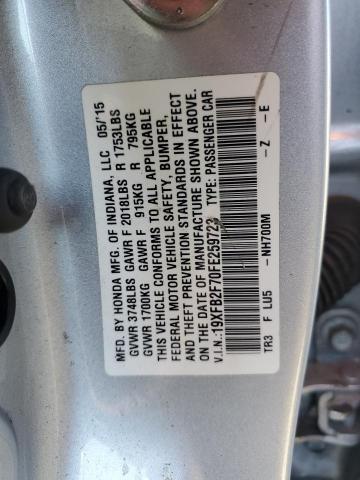 MFD. BY HONDA MFG. OF INDIANA, LLC 05/15
GVWR 3748LBS GAWR F 2018LBS R 1753LBS
GVWR 1700KG GAWR F 915KG R 795KG
THIS VEHICLE CONFORMS TO ALL APPLICABLE
FEDERAL MOTOR VEHICLE SAFETY, BUMPER,
AND THEFT PREVENTION STANDARDS IN EFFECT
ON THE DATE OF MANUFACTURE SHOWN ABOVE.
V.I.N.: 19XFB2F70FE259723 TYPE: PASSENGER CAR
TR3 F LU5 –NH700M –Z –E